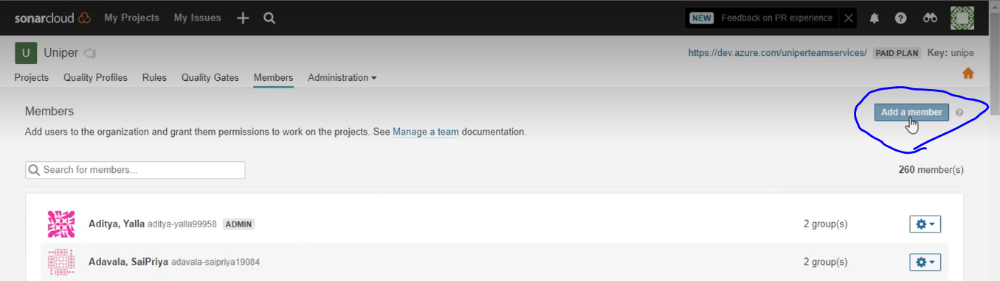 sonarcloud My Projects My Issues NEW Feedback on PR experience
U Uniper https://dev.azure.com/uniperteamservices/ PAID PLAN Key: unipe
Projects Quality Profiles Rules Quality Gates Members Administration
Members Add a member
Add users to the organization and grant them permissions to work on the projects. See Manage a team documentation.
Search for members... 260 member(s)
Aditya, Yalla aditya-yalla99958 ADMIN 2 group(s)
Adavala, SaiPriya adavala-saipriya19084 2 group(s)